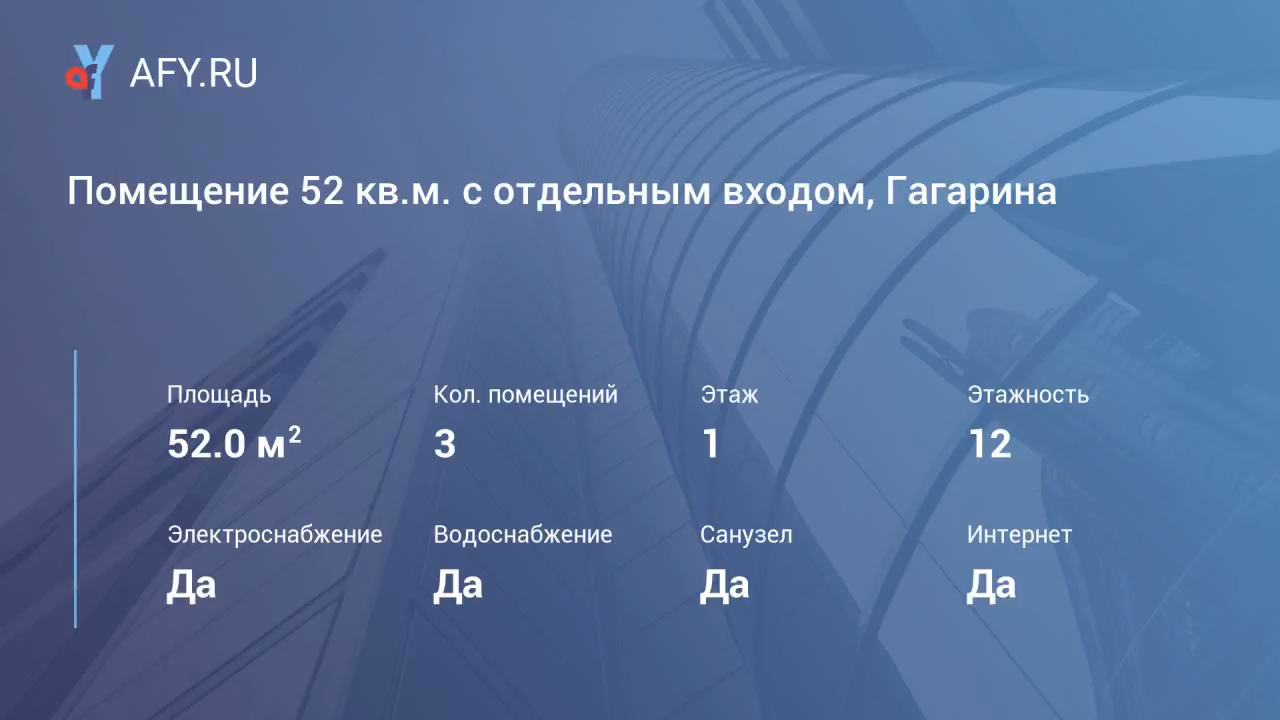 AFY.RU
Помещение 52 кв.м. с отдельным входом, Гагарина
Площадь
52.0 м²
Кол. помещений
3
Этаж
1
Этажность
12
Электроснабжение
Да
Водоснабжение
Да
Санузел
Да
Интернет
Да